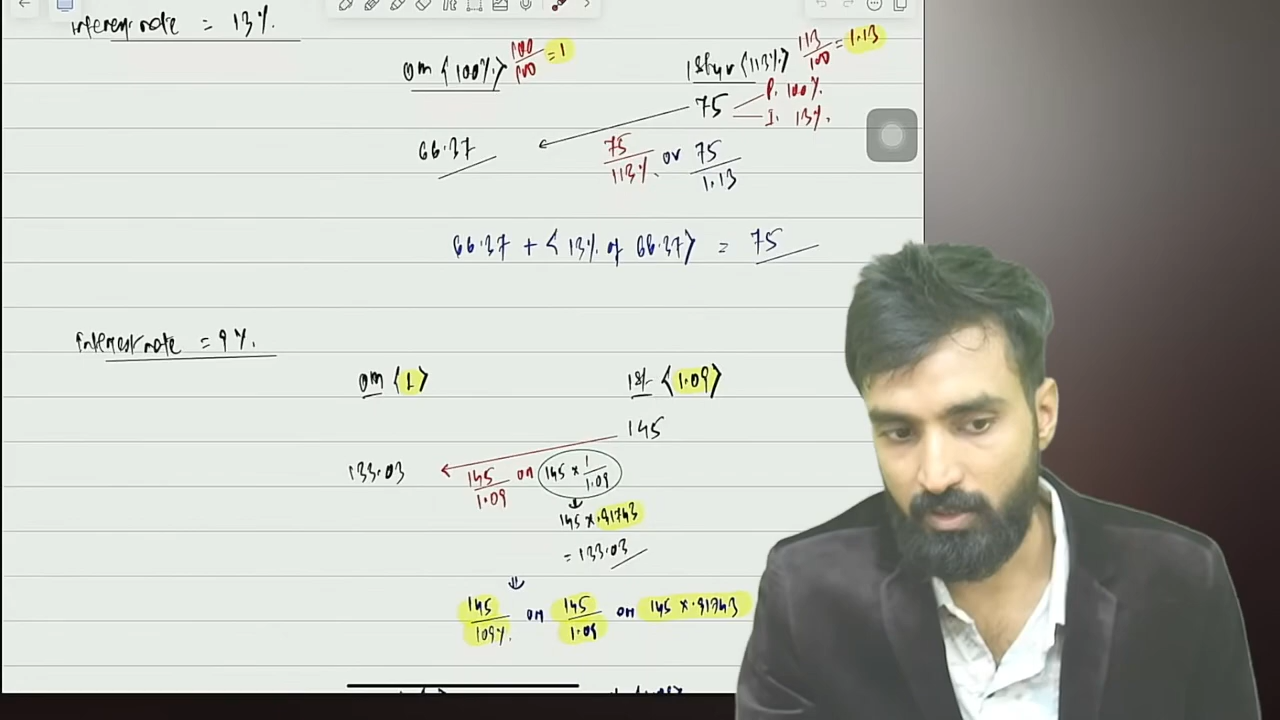 interest rate = 13%.
0m <100%> 100/100 = 1
1st yr <113%> 113/100 = 1.13
75 P. 100%.
I. 13%.
66.37
75/113% or 75/1.13
66.37 + <13% of 66.37> = 75
interest rate = 9%.
0m <1> 1st <1.09>
145
133.03 145/1.09 or 145 × 1/1.09
145 × .91743
= 133.03
145/109%. or 145/1.09 or 145 × .91743